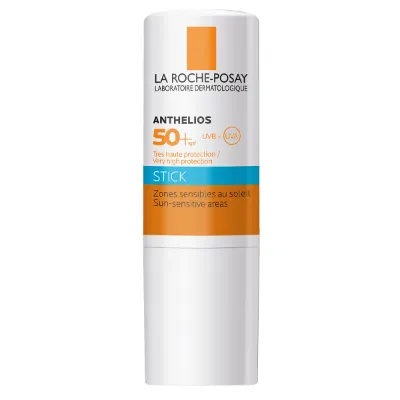 LA ROCHE-POSAY
LABORATOIRE DERMATOLOGIQUE
ANTHELIOS
50+ SPF UVB + UVA
Très haute protection /
Very high protection
STICK
Zones sensibles au soleil
Sun-sensitive areas